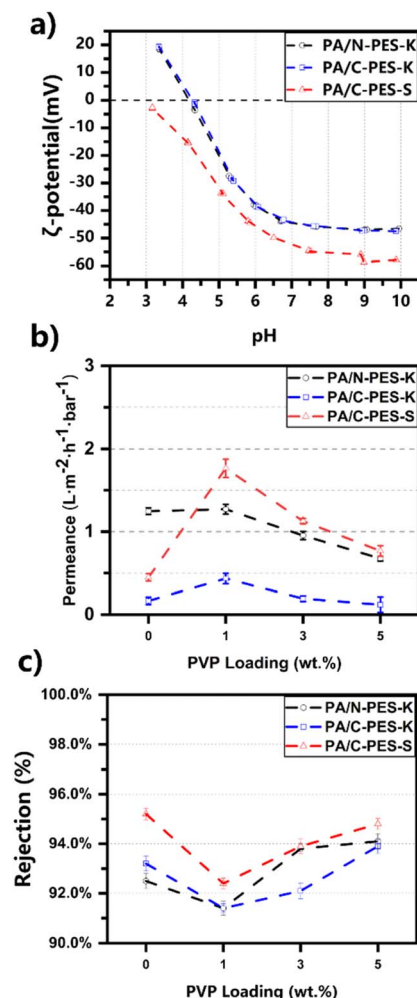 a)
20
10
0
-10
-20
-30
-40
-50
-60
ζ-potential(mV)
PA/N-PES-K
PA/C-PES-K
PA/C-PES-S
2 3 4 5 6 7 8 9 10
pH
b)
3
2
1
0
Permeance (L·m⁻²·h⁻¹·bar⁻¹)
PA/N-PES-K
PA/C-PES-K
PA/C-PES-S
0 1 3 5
PVP Loading (wt.%)
c)
100.0%
98.0%
96.0%
94.0%
92.0%
90.0%
Rejection (%)
PA/N-PES-K
PA/C-PES-K
PA/C-PES-S
0 1 3 5
PVP Loading (wt.%)